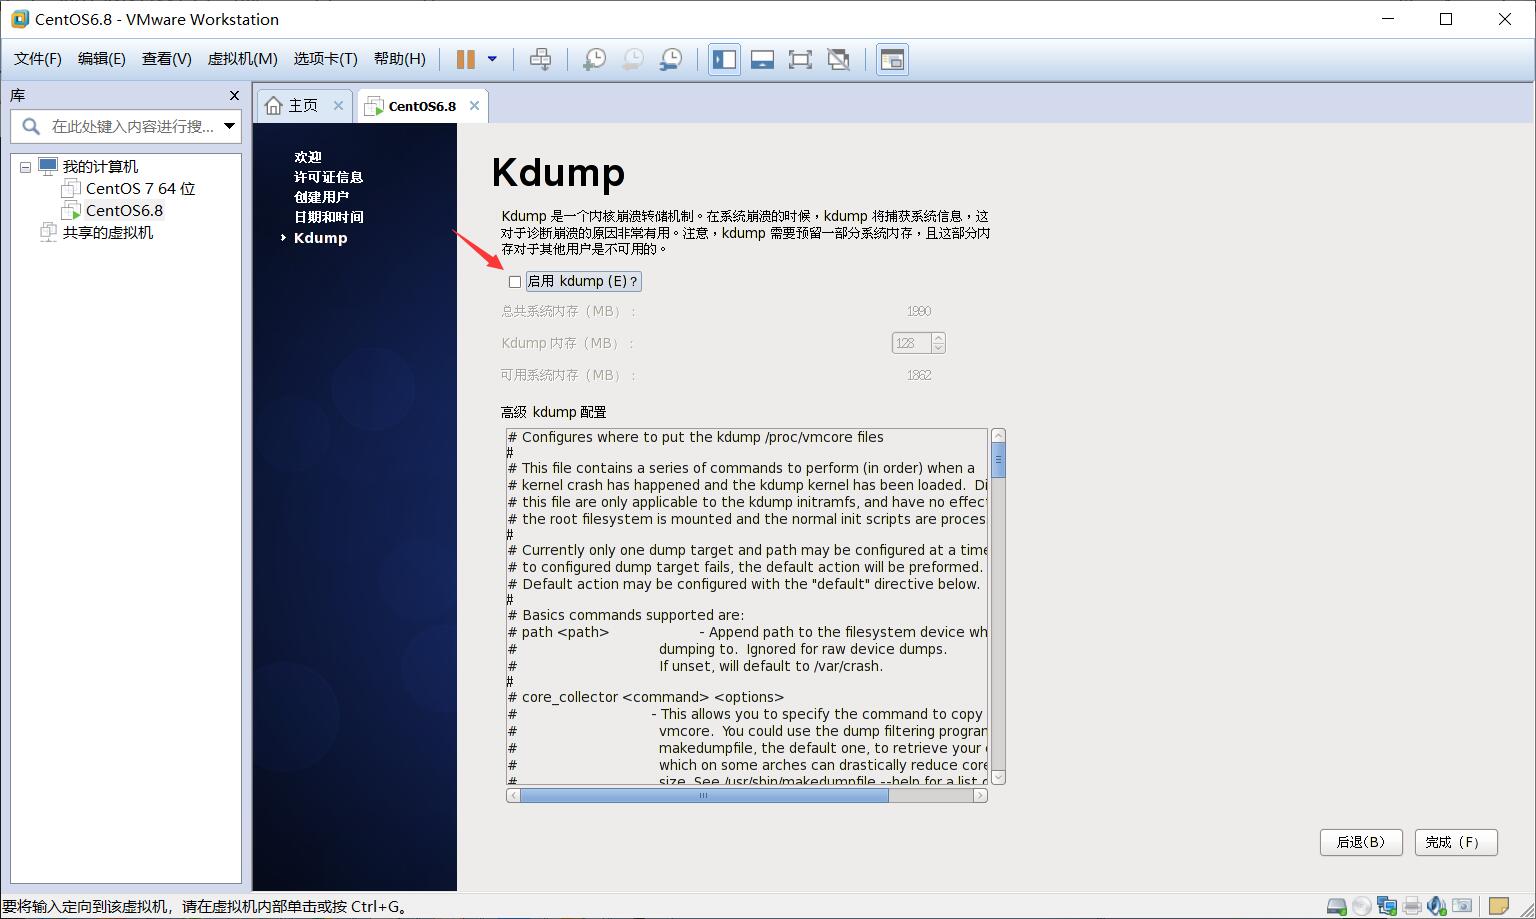 CentOS6.8 - VMware Workstation
文件(F) 编辑(E) 查看(V) 虚拟机(M) 选项卡(T) 帮助(H)
库
在此处键入内容进行搜...
我的计算机
CentOS 7 64 位
CentOS6.8
共享的虚拟机
主页
CentOS6.8
欢迎
许可证信息
创建用户
日期和时间
Kdump
Kdump
Kdump 是一个内核崩溃转储机制。在系统崩溃的时候，kdump 将捕获系统信息，这
对于诊断崩溃的原因非常有用。注意，kdump 需要预留一部分系统内存，且这部分内
存对于其他用户是不可用的。
启用 kdump (E)？
总共系统内存（MB）： 1990
Kdump 内存（MB）： 128
可用系统内存（MB）： 1862
高级 kdump 配置
# Configures where to put the kdump /proc/vmcore files
#
# This file contains a series of commands to perform (in order) when a
# kernel crash has happened and the kdump kernel has been loaded. Di
# this file are only applicable to the kdump initramfs, and have no effec
# the root filesystem is mounted and the normal init scripts are proces
#
# Currently only one dump target and path may be configured at a time
# to configured dump target fails, the default action will be preformed.
# Default action may be configured with the "default" directive below.
#
# Basics commands supported are:
# path <path> - Append path to the filesystem device wh
# dumping to. Ignored for raw device dumps.
# If unset, will default to /var/crash.
#
# core_collector <command> <options>
# - This allows you to specify the command to copy
# vmcore. You could use the dump filtering program
# makedumpfile, the default one, to retrieve your
# which on some arches can drastically reduce core
# size. See /usr/sbin/makedumpfile --help for a list
后退(B)
完成（F）
要将输入定向到该虚拟机，请在虚拟机内部单击或按 Ctrl+G。